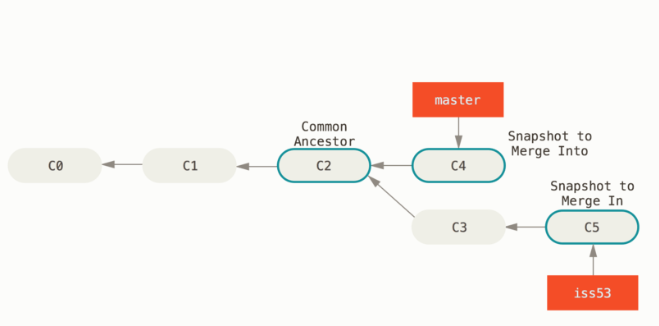 master
Common
Ancestor
Snapshot to
Merge Into
C0
C1
C2
C4
Snapshot to
Merge In
C3
C5
iss53